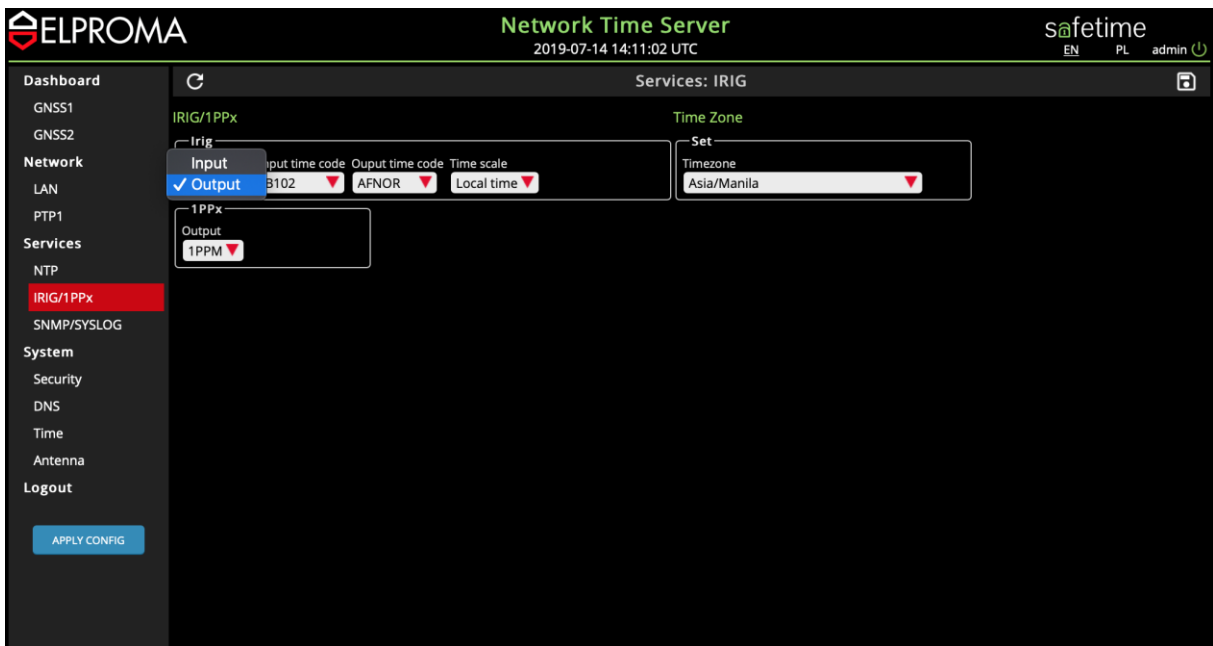 ELPROMA
Network Time Server
2019-07-14 14:11:02 UTC
safetime
EN PL admin
Dashboard
GNSS1
GNSS2
Network
LAN
PTP1
Services
NTP
IRIG/1PPx
SNMP/SYSLOG
System
Security
DNS
Time
Antenna
Logout
APPLY CONFIG
Services: IRIG
IRIG/1PPx
Irig
Input
✓ Output
time code Ouput time code Time scale
AFNOR Local time
1PPx
Output
1PPM
Time Zone
Set
Timezone
Asia/Manila